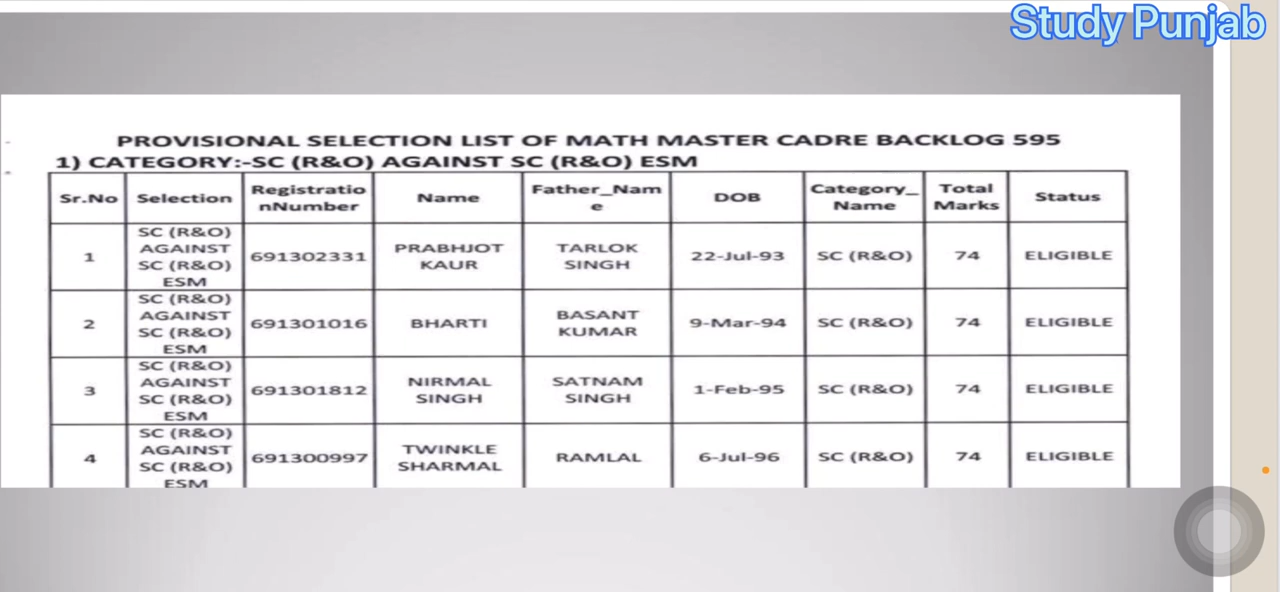 Study Punjab
PROVISIONAL SELECTION LIST OF MATH MASTER CADRE BACKLOG 595
1) CATEGORY:-SC (R&O) AGAINST SC (R&O) ESM
Sr.No Selection Registratio nNumber Name Father_Nam e DOB Category_ Name Total Marks Status
1 SC (R&O) AGAINST SC (R&O) ESM 691302331 PRABHJOT KAUR TARLOK SINGH 22-Jul-93 SC (R&O) 74 ELIGIBLE
2 SC (R&O) AGAINST SC (R&O) ESM 691301016 BHARTI BASANT KUMAR 9-Mar-94 SC (R&O) 74 ELIGIBLE
3 SC (R&O) AGAINST SC (R&O) ESM 691301812 NIRMAL SINGH SATNAM SINGH 1-Feb-95 SC (R&O) 74 ELIGIBLE
4 SC (R&O) AGAINST SC (R&O) ESM 691300997 TWINKLE SHARMAL RAMLAL 6-Jul-96 SC (R&O) 74 ELIGIBLE